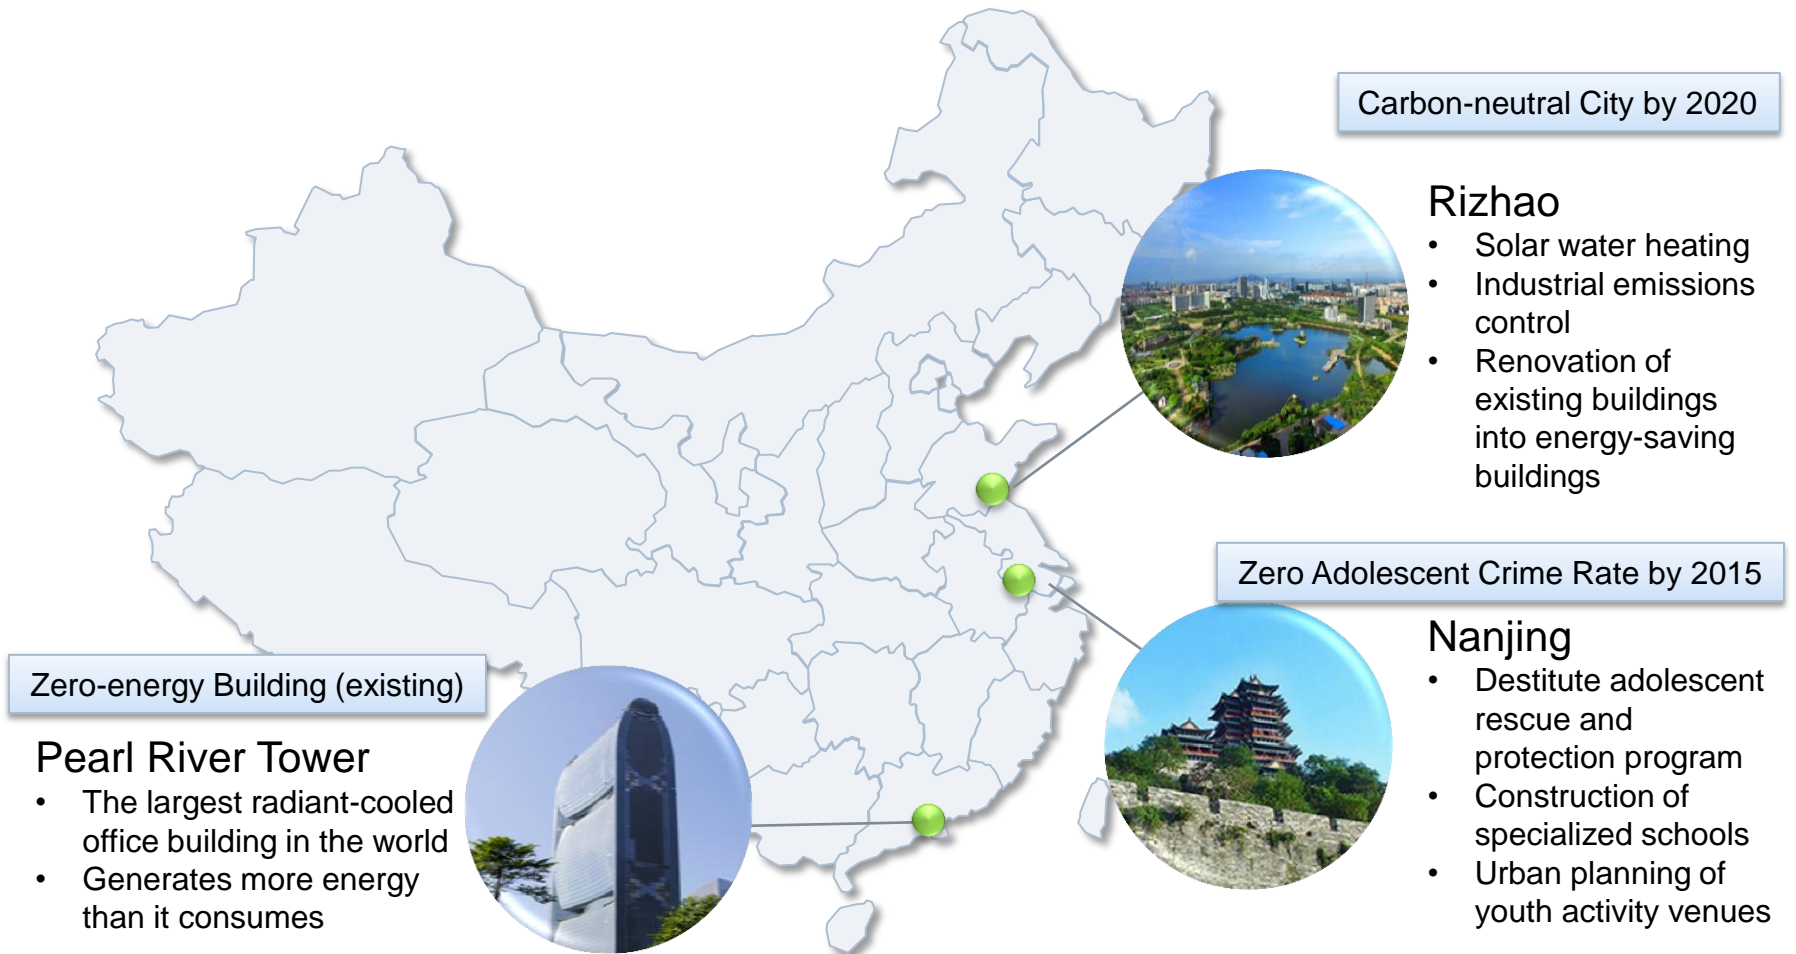 Carbon-neutral City by 2020
Rizhao
• Solar water heating
• Industrial emissions
control
• Renovation of
existing buildings
into energy-saving
buildings
Zero Adolescent Crime Rate by 2015
Nanjing
• Destitute adolescent
rescue and
protection program
• Construction of
specialized schools
• Urban planning of
youth activity venues
Zero-energy Building (existing)
Pearl River Tower
• The largest radiant-cooled
office building in the world
• Generates more energy
than it consumes